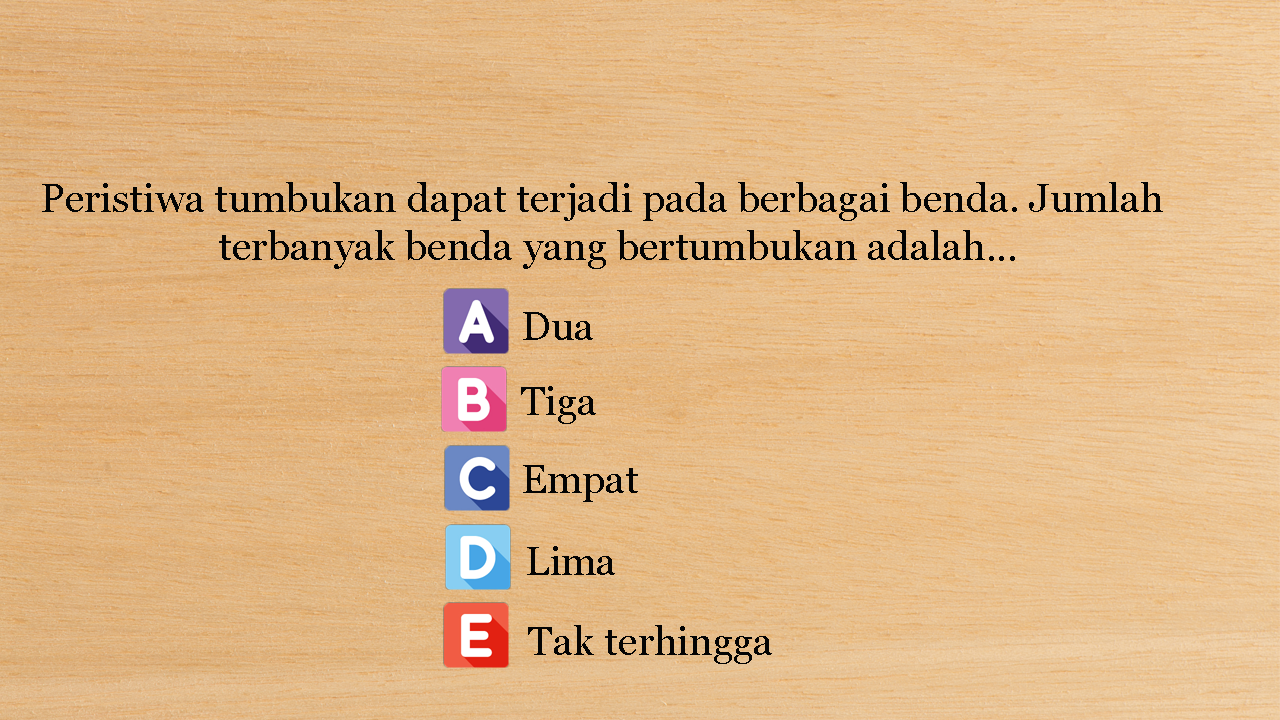 Peristiwa tumbukan dapat terjadi pada berbagai benda. Jumlah
terbanyak benda yang bertumbukan adalah...
A Dua
B Tiga
C Empat
D Lima
E Tak terhingga